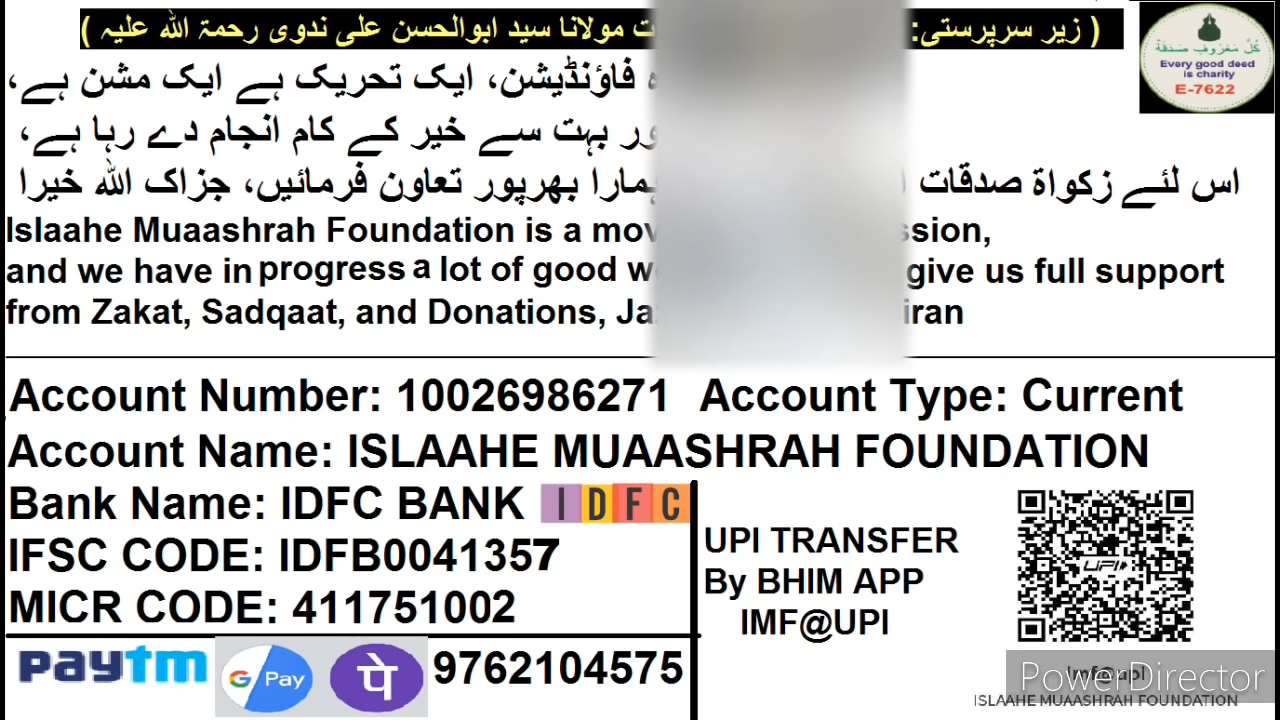 ( زیر سرپرستی: ت مولانا سید ابوالحسن علی ندوی رحمۃ اللہ علیہ )
كُلُّ مَعْرُوفٍ صَدَقَةٌ
Every good deed
is charity
E-7622
ہ فاؤنڈیشن، ایک تحریک ہے ایک مشن ہے،
ور بہت سے خیر کے کام انجام دے رہا ہے،
اس لئے زکواۃ صدقات ہمارا بھرپور تعاون فرمائیں، جزاک اللہ خیرا
Islaahe Muaashrah Foundation is a mov ssion,
and we have in progress a lot of good w give us full support
from Zakat, Sadqaat, and Donations, Ja iran
Account Number: 10026986271 Account Type: Current
Account Name: ISLAAHE MUAASHRAH FOUNDATION
Bank Name: IDFC BANK IDFC
IFSC CODE: IDFB0041357
MICR CODE: 411751002
paytm G Pay पे 9762104575
UPI TRANSFER
By BHIM APP
IMF@UPI
UPI
imf@upi
PowerDirector
ISLAAHE MUAASHRAH FOUNDATION